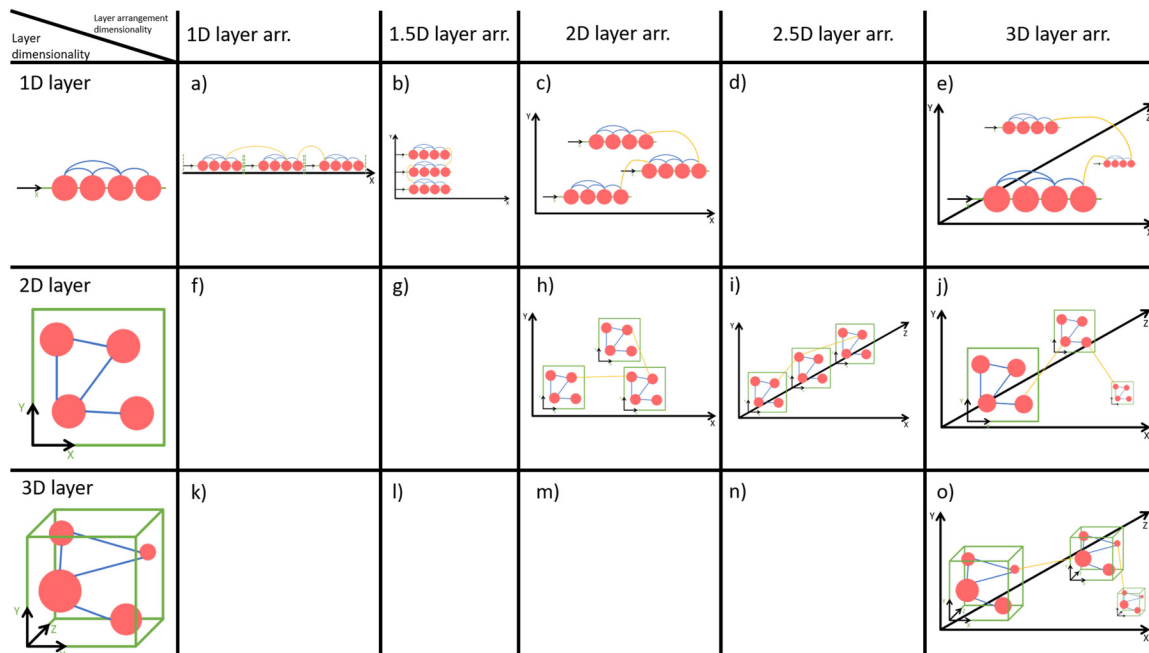 Layer arrangement
dimensionality
Layer
dimensionality
1D layer arr.
1.5D layer arr.
2D layer arr.
2.5D layer arr.
3D layer arr.
1D layer
X
a)
X
b)
Y
X
c)
Y
X
d)
e)
Y
Z
X
2D layer
Y
X
f)
g)
h)
Y
X
i)
Y
Z
X
j)
Y
Z
X
3D layer
Y
Z
X
k)
l)
m)
n)
o)
Y
Z
X